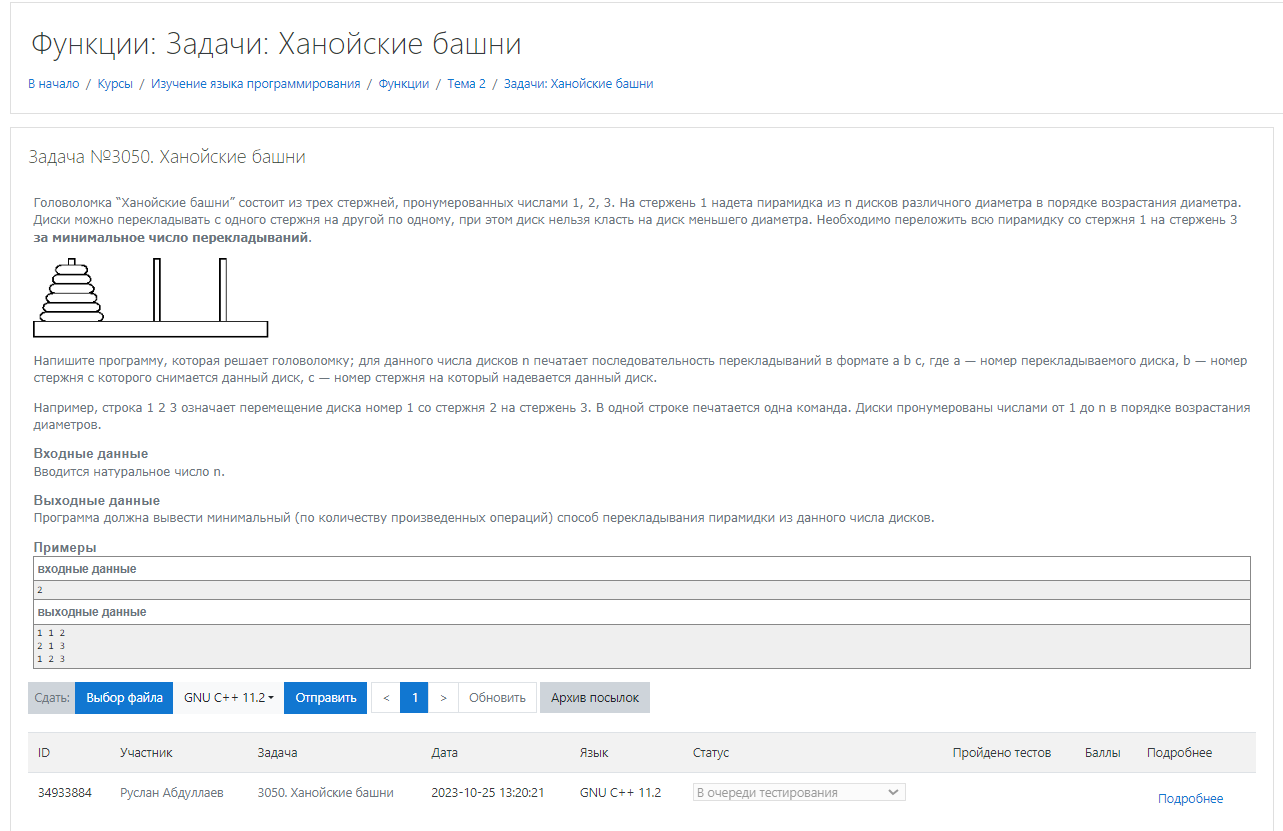 Функции: Задачи: Ханойские башни
В начало / Курсы / Изучение языка программирования / Функции / Тема 2 / Задачи: Ханойские башни
Задача №3050. Ханойские башни
Головоломка “Ханойские башни” состоит из трех стержней, пронумерованных числами 1, 2, 3. На стержень 1 надета пирамидка из n дисков различного диаметра в порядке возрастания диаметра.
Диски можно перекладывать с одного стержня на другой по одному, при этом диск нельзя класть на диск меньшего диаметра. Необходимо переложить всю пирамидку со стержня 1 на стержень 3
за минимальное число перекладываний.
Напишите программу, которая решает головоломку; для данного числа дисков n печатает последовательность перекладываний в формате a b c, где a — номер перекладываемого диска, b — номер
стержня с которого снимается данный диск, c — номер стержня на который надевается данный диск.
Например, строка 1 2 3 означает перемещение диска номер 1 со стержня 2 на стержень 3. В одной строке печатается одна команда. Диски пронумерованы числами от 1 до n в порядке возрастания
диаметров.
Входные данные
Вводится натуральное число n.
Выходные данные
Программа должна вывести минимальный (по количеству произведенных операций) способ перекладывания пирамидки из данного числа дисков.
Примеры
входные данные
2
выходные данные
1 1 2
2 1 3
1 2 3
Сдать: Выбор файла GNU C++ 11.2 Отправить < 1 > Обновить Архив посылок
ID Участник Задача Дата Язык Статус Пройдено тестов Баллы Подробнее
34933884 Руслан Абдуллаев 3050. Ханойские башни 2023-10-25 13:20:21 GNU C++ 11.2 В очереди тестирования Подробнее